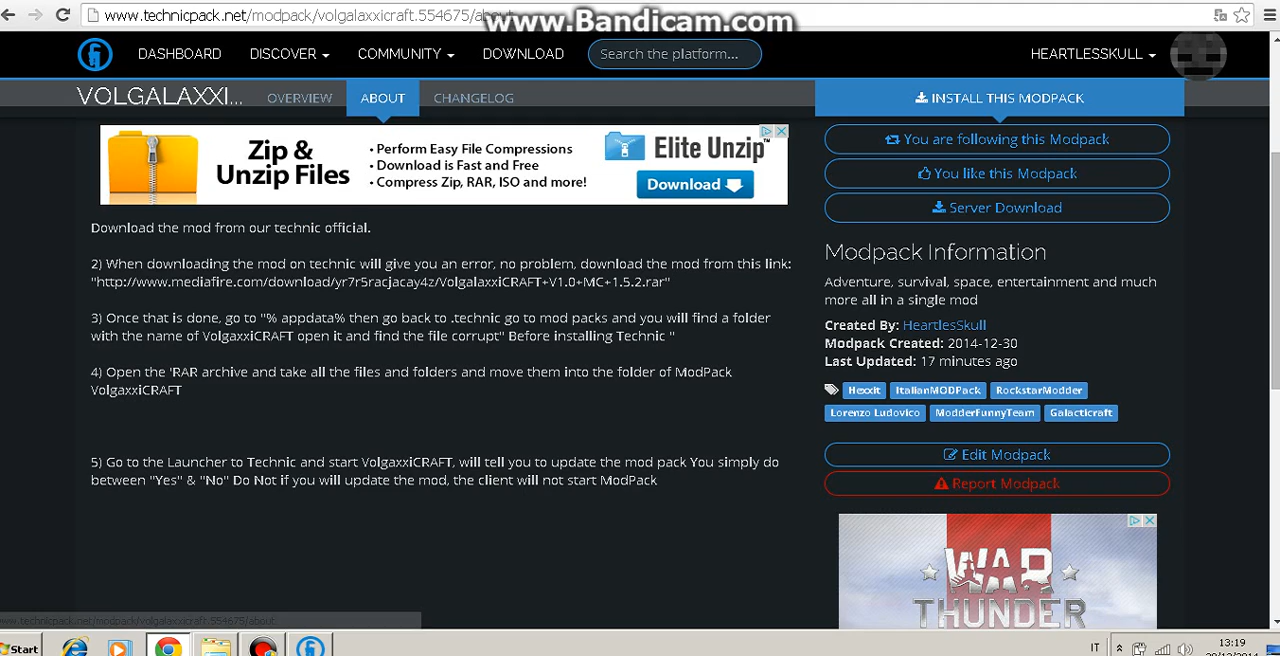 www.technicpack.net/modpack/volgalaxxicraft.554675/about
www.Bandicam.com
DASHBOARD DISCOVER COMMUNITY DOWNLOAD Search the platform... HEARTLESSKULL
VOLGALAXXI... OVERVIEW ABOUT CHANGELOG INSTALL THIS MODPACK
Zip &
Unzip Files
• Perform Easy File Compressions
• Download is Fast and Free
• Compress Zip, RAR, ISO and more!
Elite Unzip™
Download
You are following this Modpack
You like this Modpack
Server Download
Download the mod from our technic official.
2) When downloading the mod on technic will give you an error, no problem, download the mod from this link:
"http://www.mediafire.com/download/yr7r5racjacay4z/VolgalaxxiCRAFT+V1.0+MC+1.5.2.rar"
3) Once that is done, go to "% appdata% then go back to .technic go to mod packs and you will find a folder
with the name of VolgaxxiCRAFT open it and find the file corrupt" Before installing Technic "
4) Open the 'RAR archive and take all the files and folders and move them into the folder of ModPack
VolgaxxiCRAFT
5) Go to the Launcher to Technic and start VolgaxxiCRAFT, will tell you to update the mod pack You simply do
between "Yes" & "No" Do Not if you will update the mod, the client will not start ModPack
Modpack Information
Adventure, survival, space, entertainment and much
more all in a single mod
Created By: HeartlesSkull
Modpack Created: 2014-12-30
Last Updated: 17 minutes ago
Hexxit ItalianMODPack RockstarModder
Lorenzo Ludovico ModderFunnyTeam Galacticraft
Edit Modpack
Report Modpack
WAR
THUNDER
www.technicpack.net/modpack/volgalaxxicraft.554675/about
Start IT 13:19